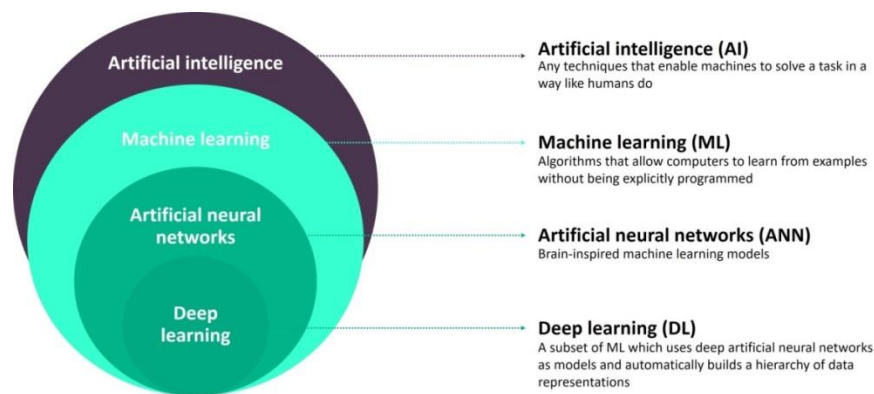 Artificial intelligence
Machine learning
Artificial neural
networks
Deep
learning
Artificial intelligence (AI)
Any techniques that enable machines to solve a task in a
way like humans do
Machine learning (ML)
Algorithms that allow computers to learn from examples
without being explicitly programmed
Artificial neural networks (ANN)
Brain-inspired machine learning models
Deep learning (DL)
A subset of ML which uses deep artificial neural networks
as models and automatically builds a hierarchy of data
representations